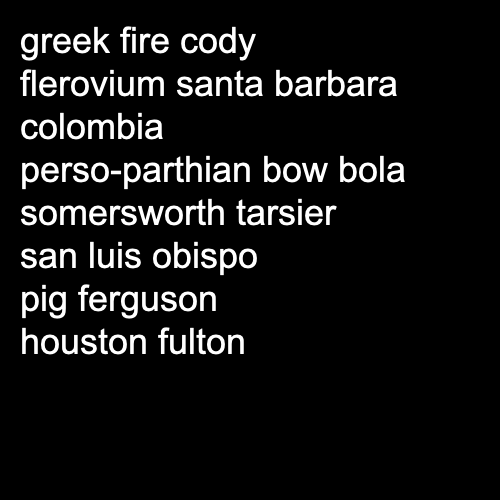 greek fire cody
flerovium santa barbara
colombia
perso-parthian bow bola
somersworth tarsier
san luis obispo
pig ferguson
houston fulton